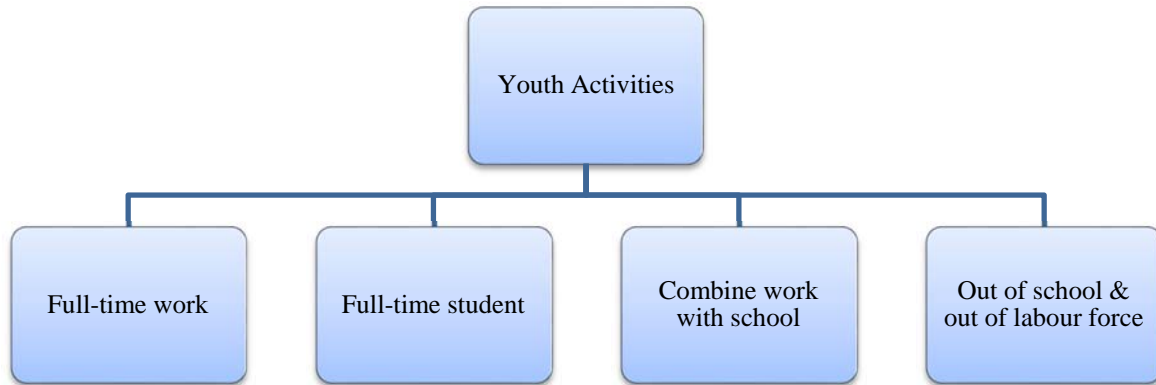 Youth Activities
Full-time work
Full-time student
Combine work
with school
Out of school &
out of labour force